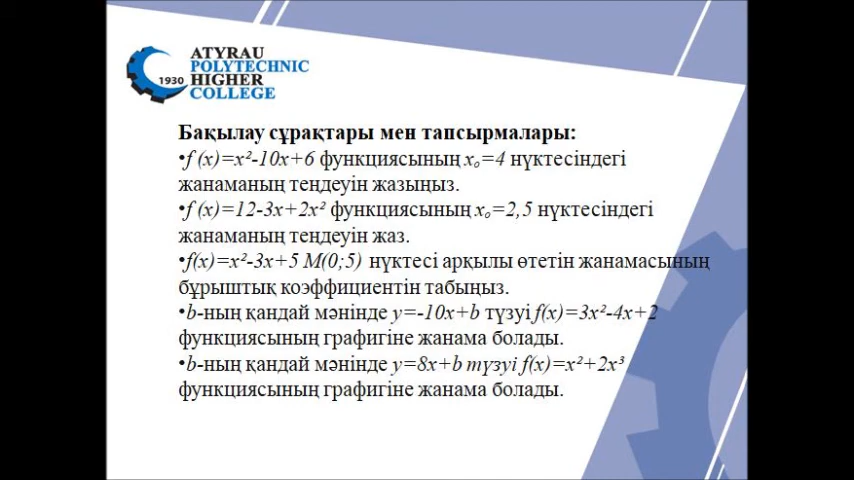 ATYRAU
POLYTECHNIC
1930 HIGHER
COLLEGE
Бақылау сұрақтары мен тапсырмалары:
•f (x)=x²-10x+6 функциясының xₒ=4 нүктесіндегі
жанаманың теңдеуін жазыңыз.
•f (x)=12-3x+2x² функциясының xₒ=2,5 нүктесіндегі
жанаманың теңдеуін жаз.
•f(x)=x²-3x+5 M(0;5) нүктесі арқылы өтетін жанамасының
бұрыштық коэффициентін табыңыз.
•b-ның қандай мәнінде y=-10x+b түзуі f(x)=3x²-4x+2
функциясының графигіне жанама болады.
•b-ның қандай мәнінде y=8x+b түзуі f(x)=x²+2x³
функциясының графигіне жанама болады.